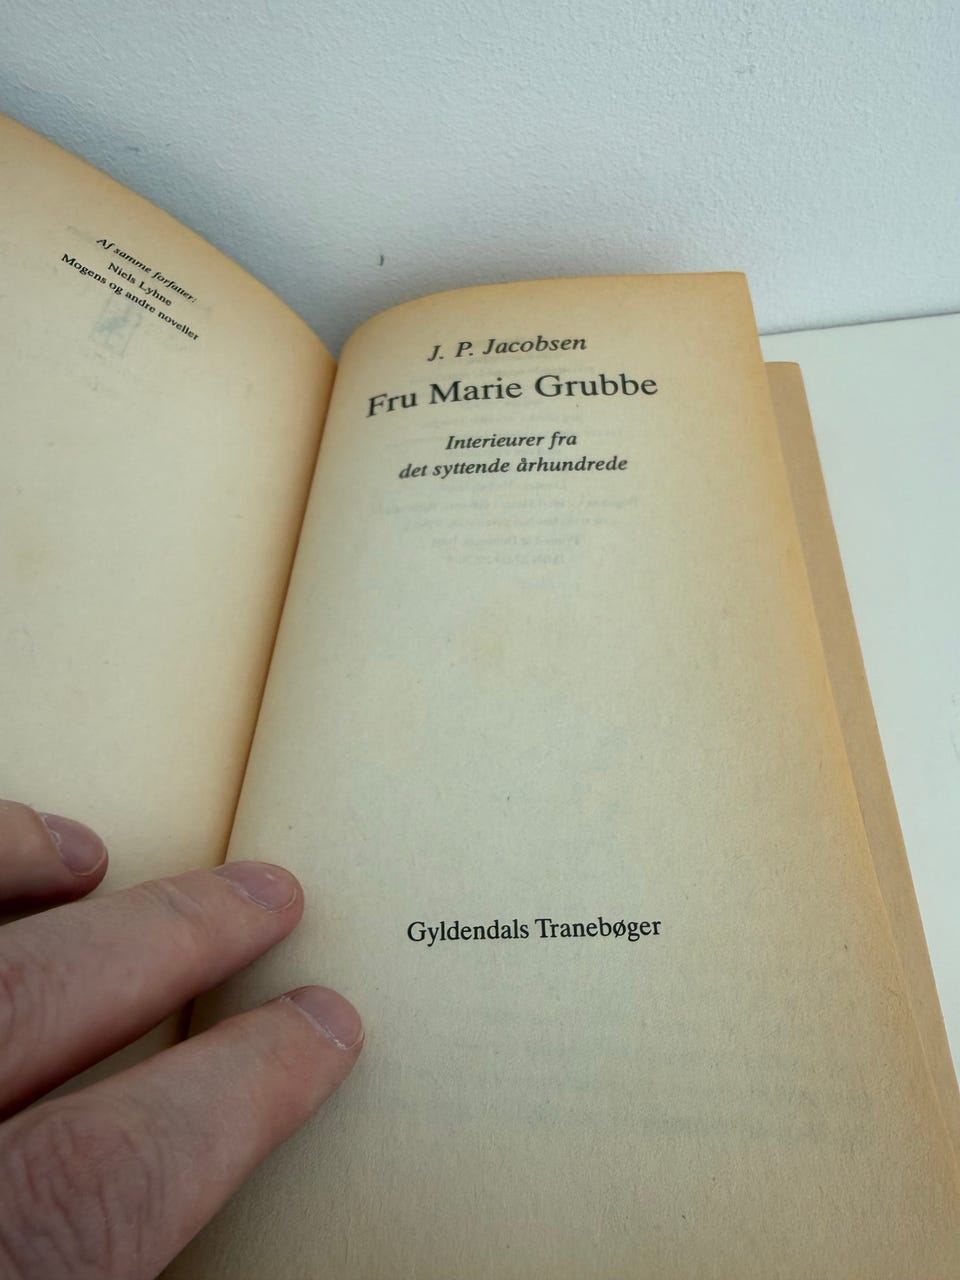 Af samme forfatter:
Niels Lyhne
Mogens og andre noveller
J. P. Jacobsen
Fru Marie Grubbe
Interieurer fra
det syttende århundrede
Gyldendals Tranebøger